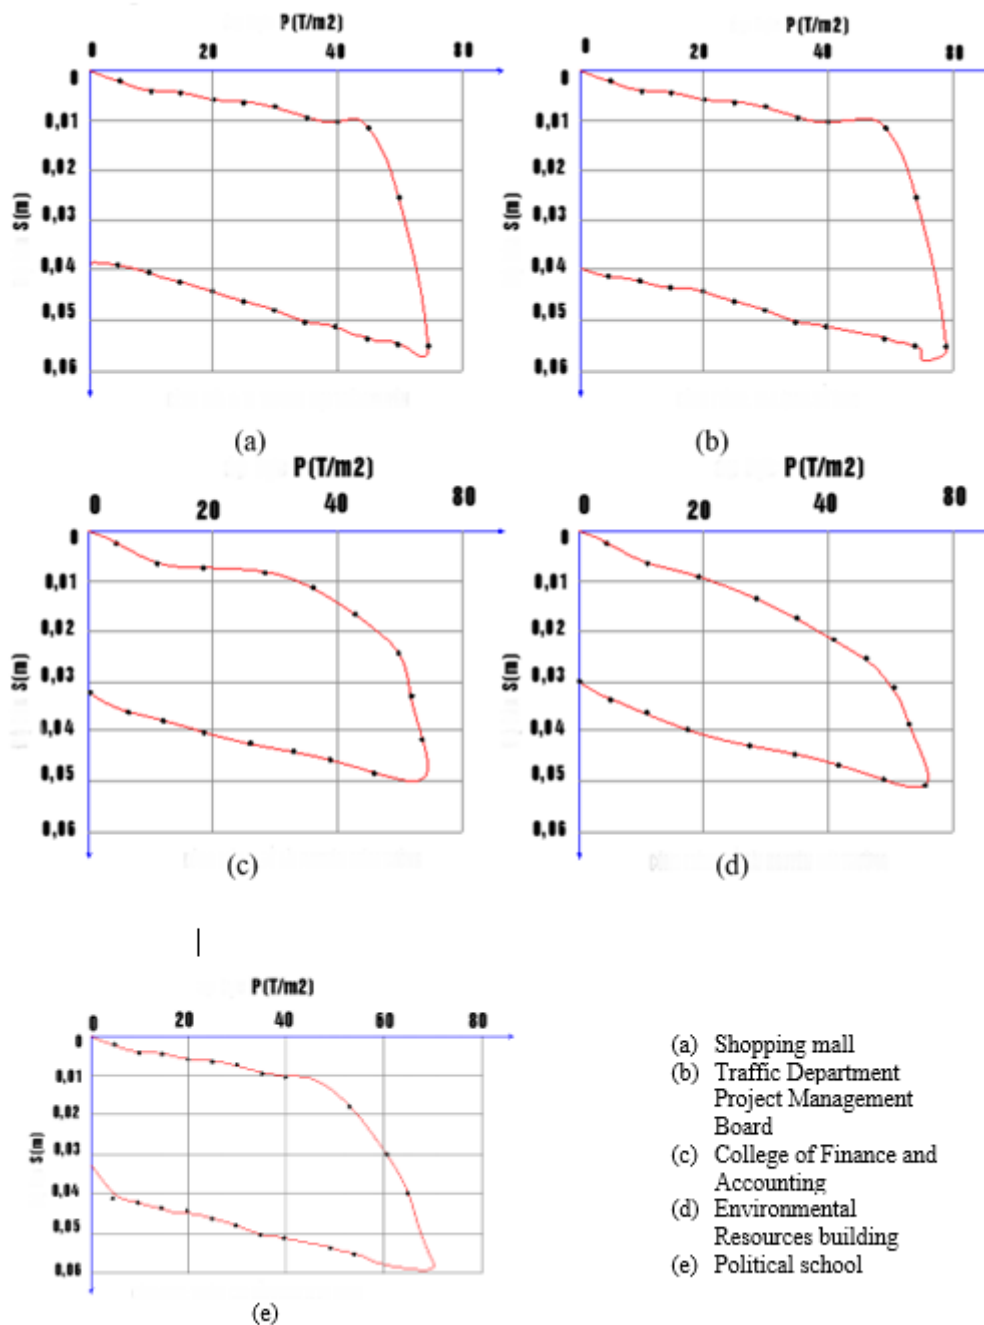 P(T/m2)
0 20 40 80
0
0,01
0,02
0,03
0,04
0,05
0,06
S(m)
(a)
P(T/m2)
0 20 40 80
0
0,01
0,02
0,03
0,04
0,05
0,06
S(m)
(b)
P(T/m2)
0 20 40 80
0
0,01
0,02
0,03
0,04
0,05
0,06
S(m)
(c)
P(T/m2)
0 20 40 80
0
0,01
0,02
0,03
0,04
0,05
0,06
S(m)
(d)
P(T/m2)
0 20 40 60 80
0
0,01
0,02
0,03
0,04
0,05
0,06
S(m)
(e)
(a) Shopping mall
(b) Traffic Department
Project Management
Board
(c) College of Finance and
Accounting
(d) Environmental
Resources building
(e) Political school